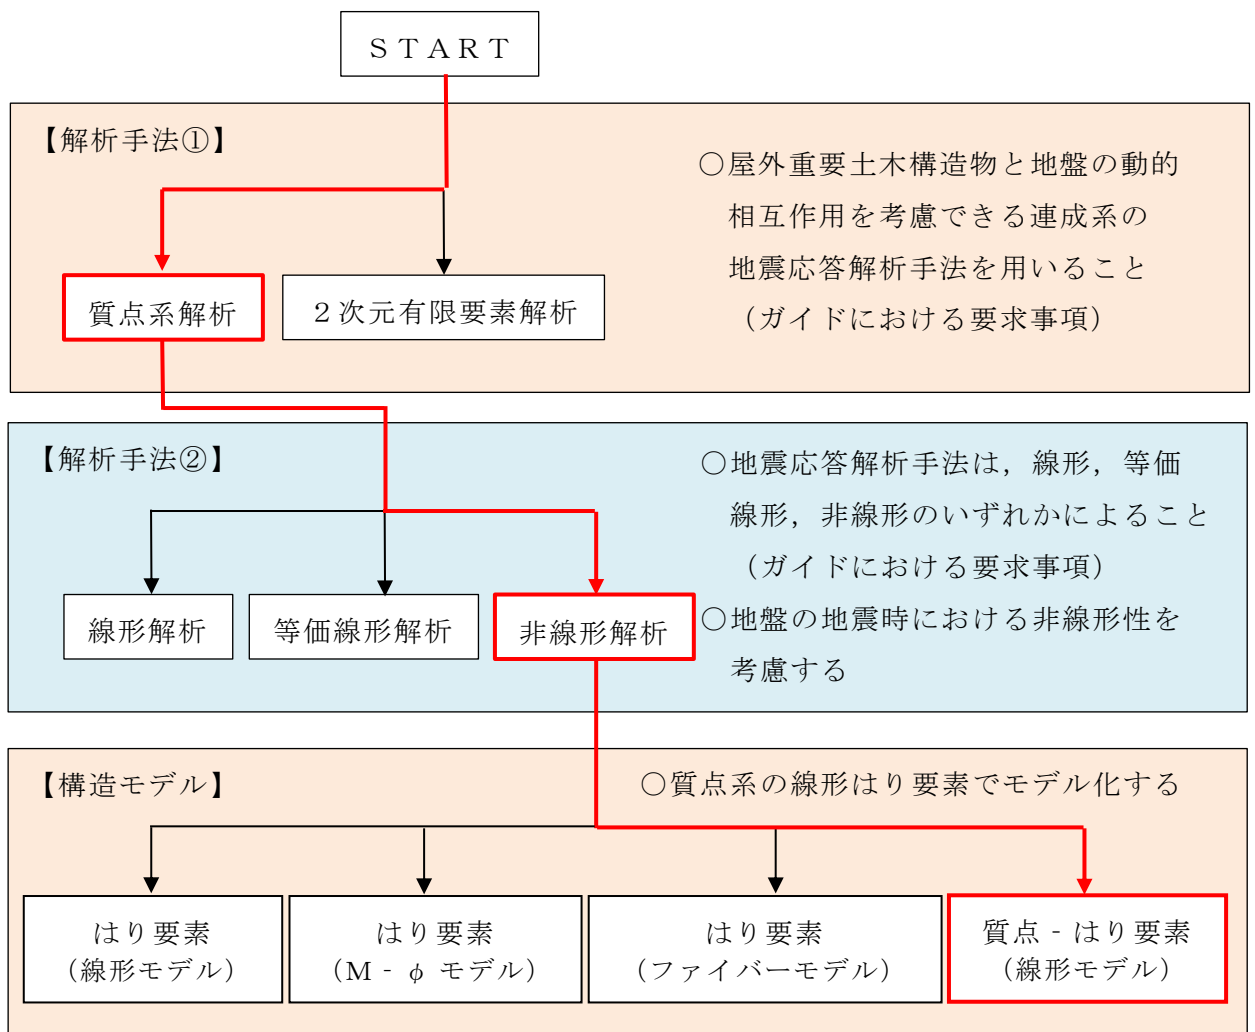 ＳＴＡＲＴ
【解析手法①】
○屋外重要土木構造物と地盤の動的
相互作用を考慮できる連成系の
地震応答解析手法を用いること
（ガイドにおける要求事項）
質点系解析
２次元有限要素解析
【解析手法②】
○地震応答解析手法は，線形，等価
線形，非線形のいずれかによること
（ガイドにおける要求事項）
○地盤の地震時における非線形性を
考慮する
線形解析
等価線形解析
非線形解析
【構造モデル】
○質点系の線形はり要素でモデル化する
はり要素
（線形モデル）
はり要素
（Ｍ‐φモデル）
はり要素
（ファイバーモデル）
質点‐はり要素
（線形モデル）